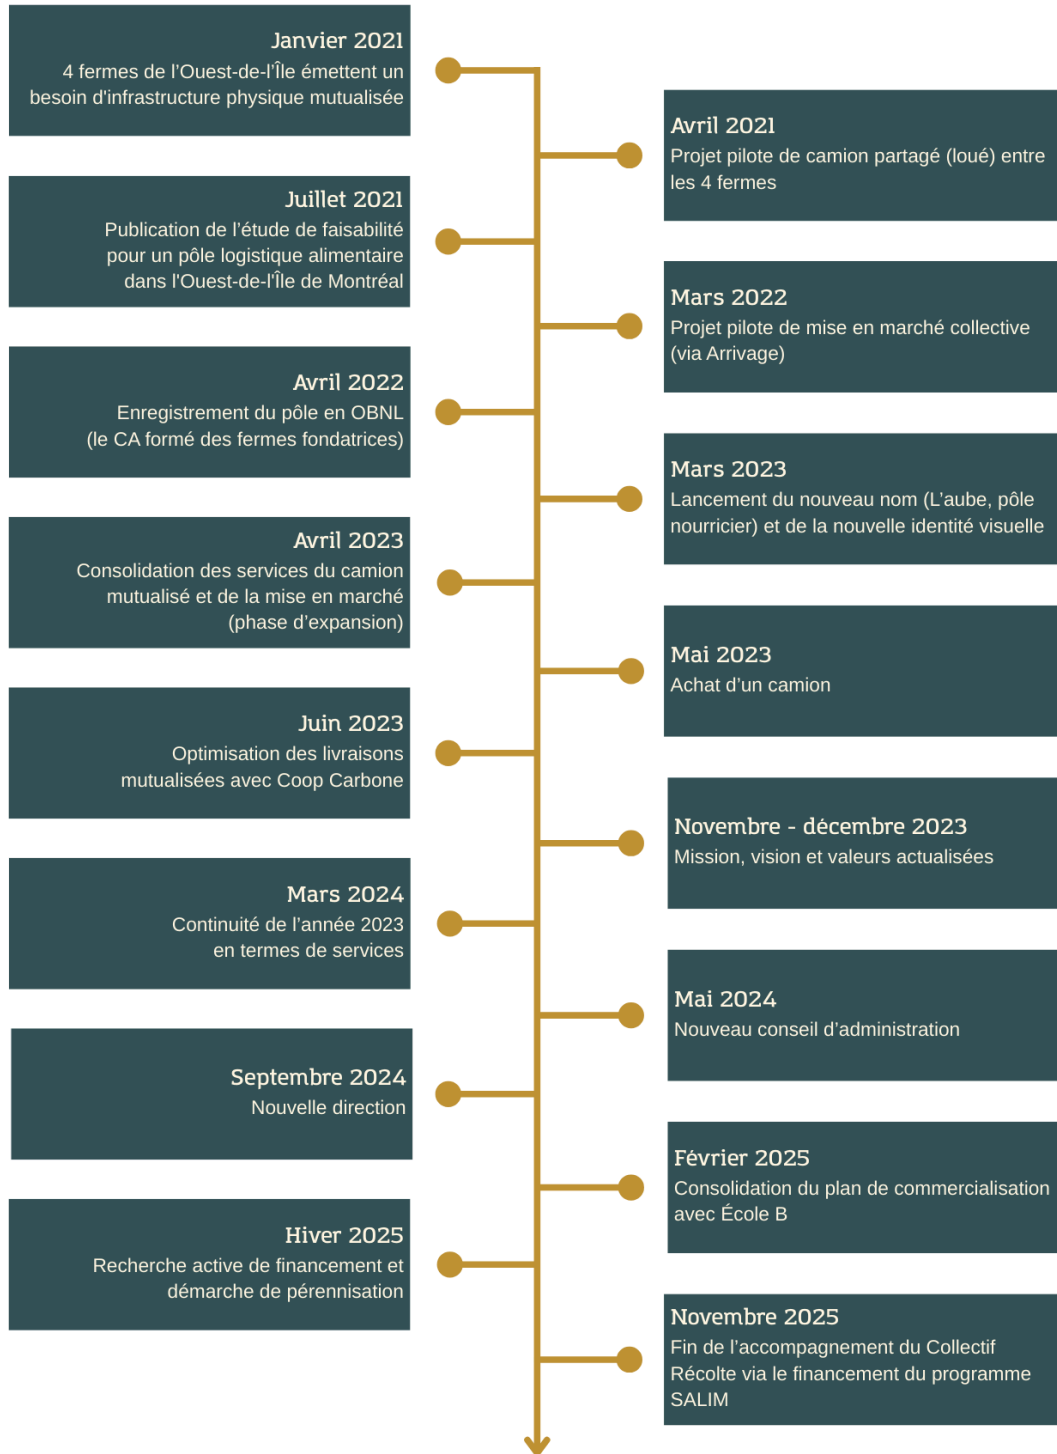 Janvier 2021
4 fermes de l’Ouest-de-l’Île émettent un
besoin d'infrastructure physique mutualisée
Avril 2021
Projet pilote de camion partagé (loué) entre
les 4 fermes
Juillet 2021
Publication de l’étude de faisabilité
pour un pôle logistique alimentaire
dans l'Ouest-de-l'Île de Montréal
Mars 2022
Projet pilote de mise en marché collective
(via Arrivage)
Avril 2022
Enregistrement du pôle en OBNL
(le CA formé des fermes fondatrices)
Mars 2023
Lancement du nouveau nom (L’aube, pôle
nourricier) et de la nouvelle identité visuelle
Avril 2023
Consolidation des services du camion
mutualisé et de la mise en marché
(phase d’expansion)
Mai 2023
Achat d’un camion
Juin 2023
Optimisation des livraisons
mutualisées avec Coop Carbone
Novembre - décembre 2023
Mission, vision et valeurs actualisées
Mars 2024
Continuité de l’année 2023
en termes de services
Mai 2024
Nouveau conseil d’administration
Septembre 2024
Nouvelle direction
Février 2025
Consolidation du plan de commercialisation
avec École B
Hiver 2025
Recherche active de financement et
démarche de pérennisation
Novembre 2025
Fin de l’accompagnement du Collectif
Récolte via le financement du programme
SALIM